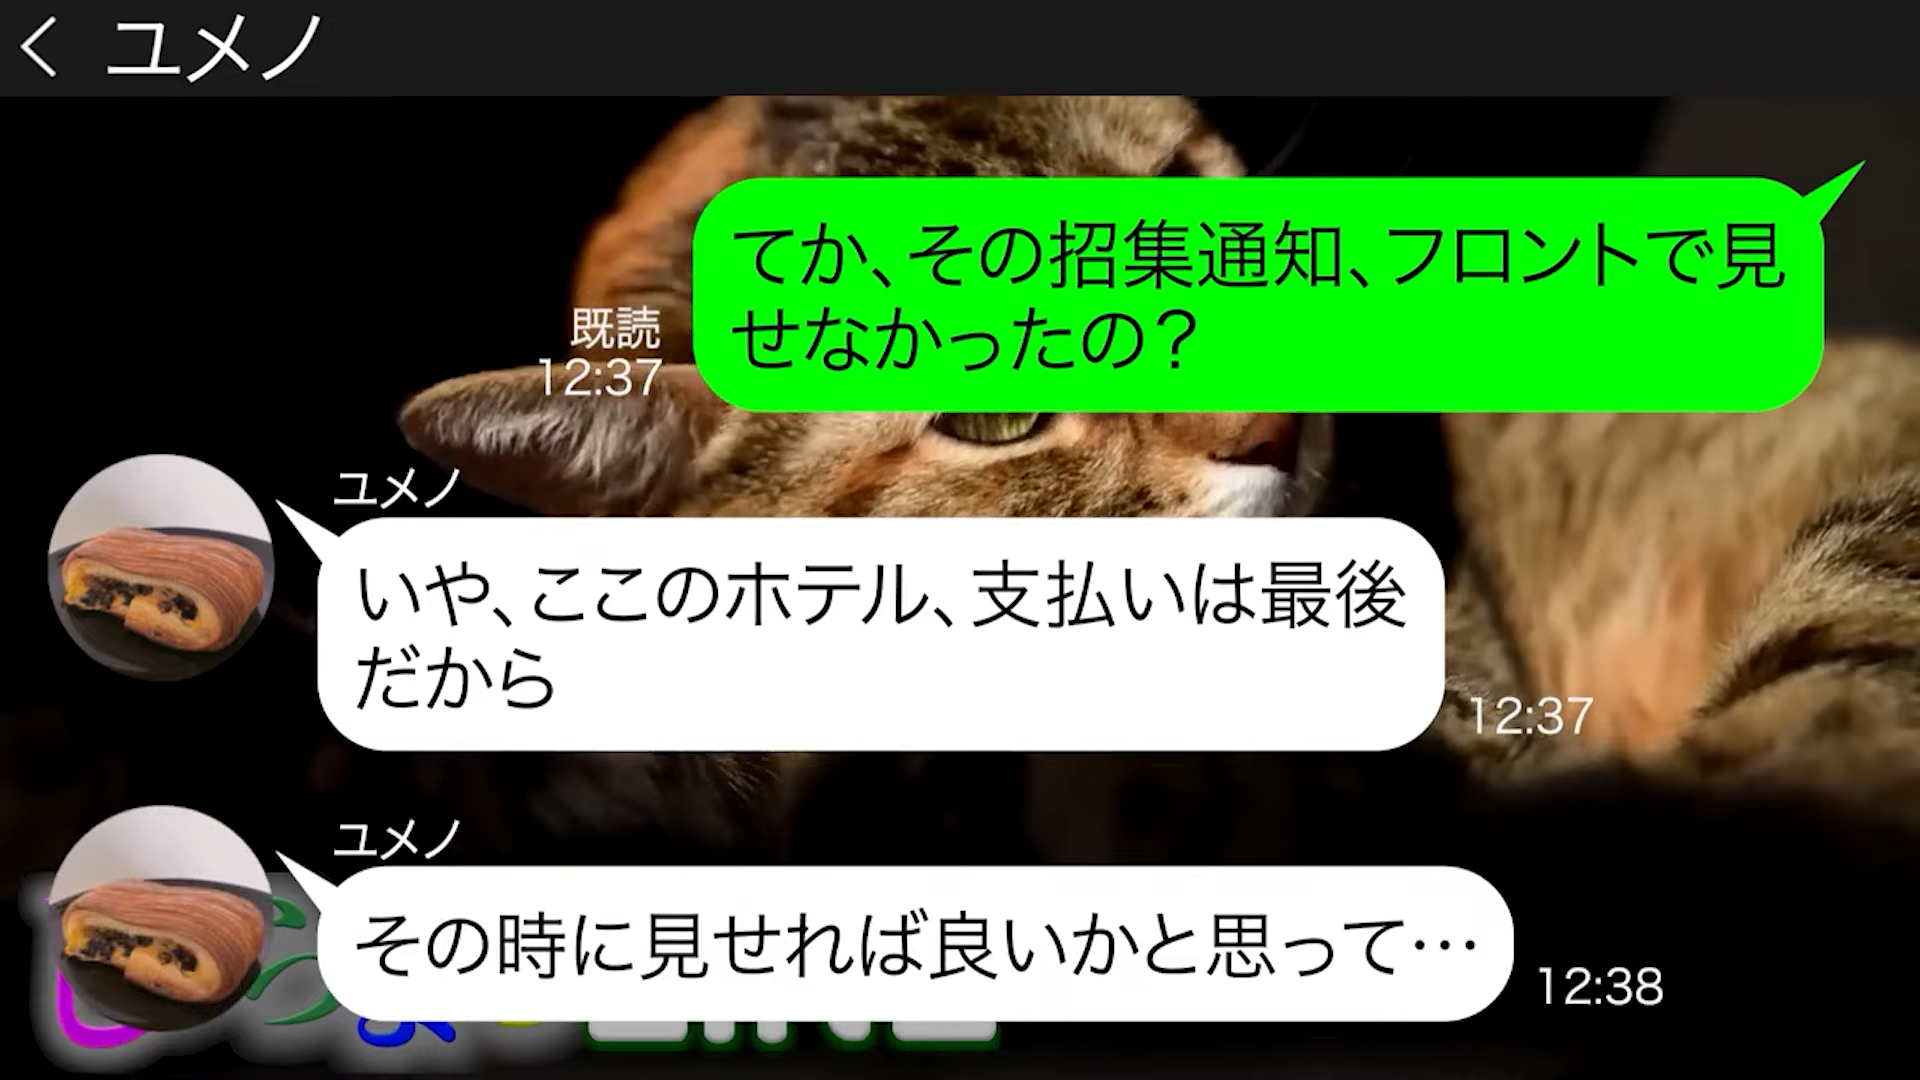 ユメノ
てか、その招集通知、フロントで見
せなかったの？
既読
12:37
ユメノ
いや、ここのホテル、支払いは最後
だから
12:37
ユメノ
その時に見せれば良いかと思って…
12:38